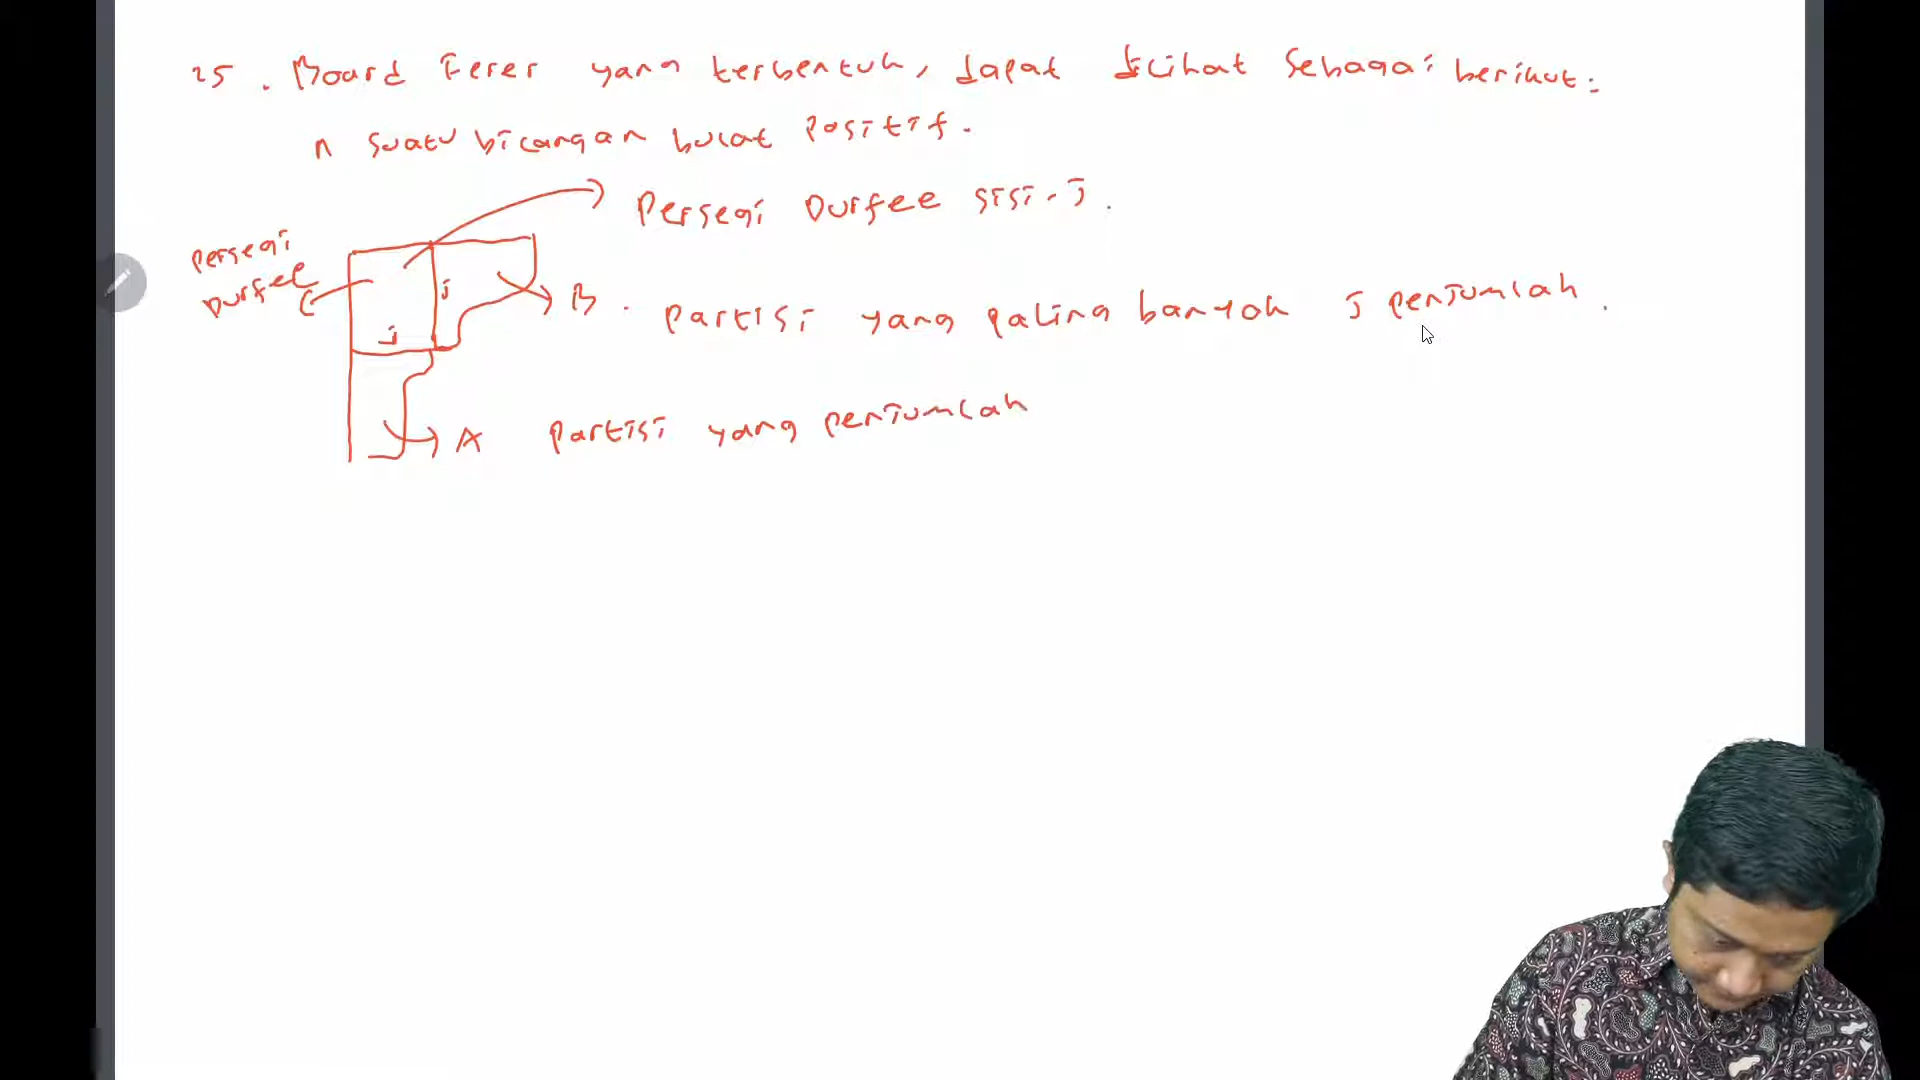 25. Board Ferer yang terbentuk, dapat dilihat sebagai berikut:
n suatu bilangan bulat positif.
Persegi Durfee sisi-j.
Persegi
Durfee
j
B. partisi yang paling banyak j penjumlah.
j
A partisi yang penjumlah